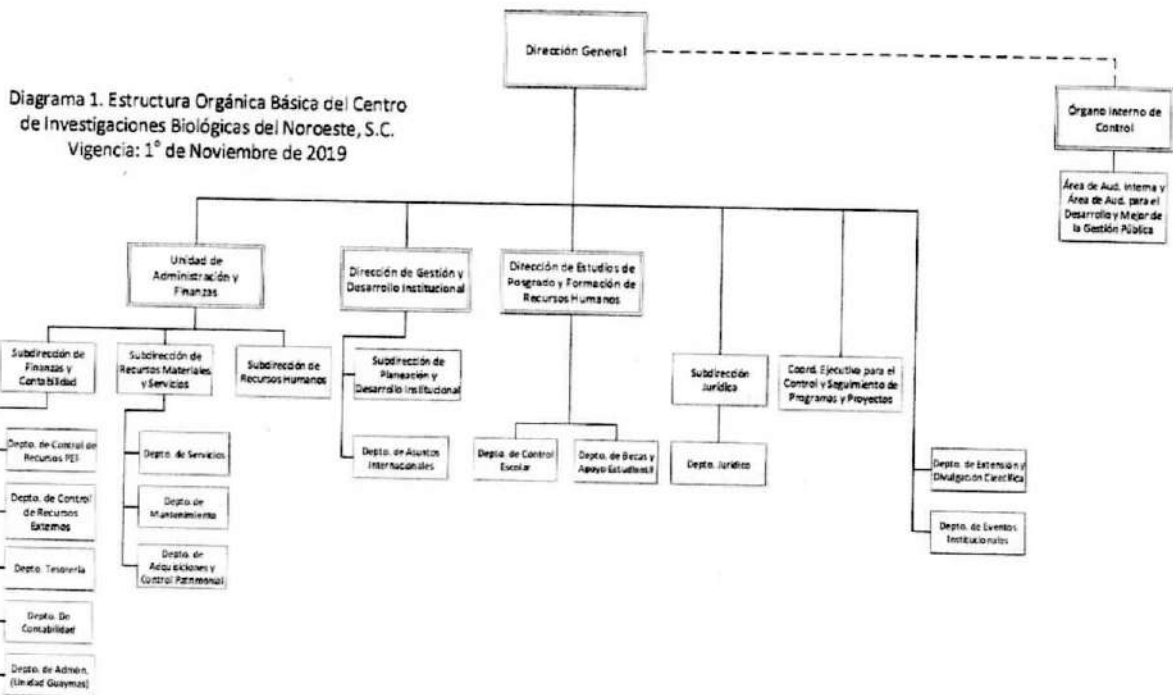 Dirección General
Diagrama 1. Estructura Orgánica Básica del Centro
de Investigaciones Biológicas del Noroeste, S.C.
Vigencia: 1° de Noviembre de 2019
Órgano Interno de
Control
Área de Aud. Interna y
Área de Aud. para el
Desarrollo y Mejor de
la Gestión Pública
Unidad de
Administración y
Finanzas
Dirección de Gestión y
Desarrollo Institucional
Dirección de Estudios de
Posgrado y Formación de
Recursos Humanos
Subdirección de
Finanzas y
Contabilidad
Subdirección de
Recursos Materiales
y Servicios
Subdirección de
Recursos Humanos
Subdirección de
Planeación y
Desarrollo Institucional
Subdirección
Jurídica
Coord. Ejecutiva para el
Control y Seguimiento de
Programas y Proyectos
Depto. de Control de
Recursos PEF
Depto. de Servicios
Depto. de Asuntos
Internacionales
Depto. de Control
Escolar
Depto. de Becas y
Apoyo Estudiantil
Depto. Jurídico
Depto. de Extensión y
Divulgación Científica
Depto. de Control
de Recursos
Externos
Depto. de
Mantenimiento
Depto. de Eventos
Institucionales
Depto. Tesorería
Depto. de
Adquisiciones y
Control Patrimonial
Depto. De
Contabilidad
Depto. de Admón.
(Unidad Guaymas)